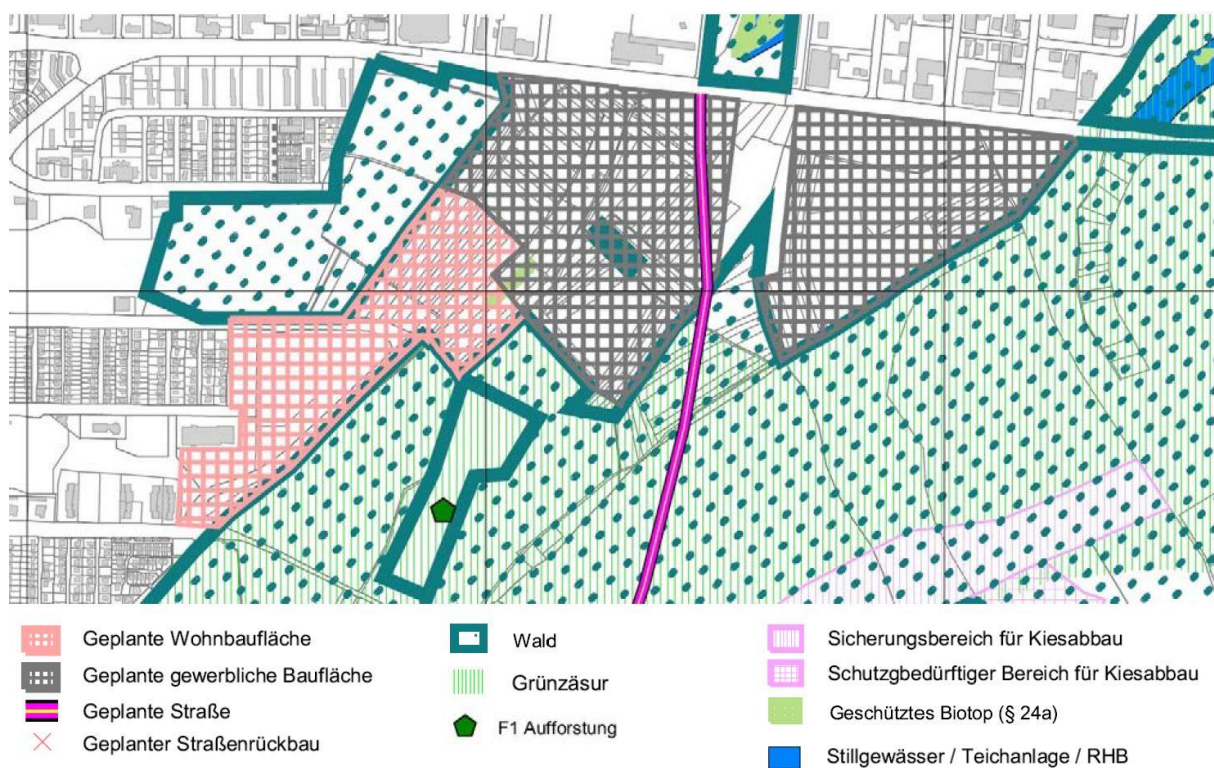 Geplante Wohnbaufläche
Geplante gewerbliche Baufläche
Geplante Straße
Geplanter Straßenrückbau
Wald
Grünzäsur
F1 Aufforstung
Sicherungsbereich für Kiesabbau
Schutzgbedürftiger Bereich für Kiesabbau
Geschütztes Biotop (§ 24a)
Stillgewässer / Teichanlage / RHB